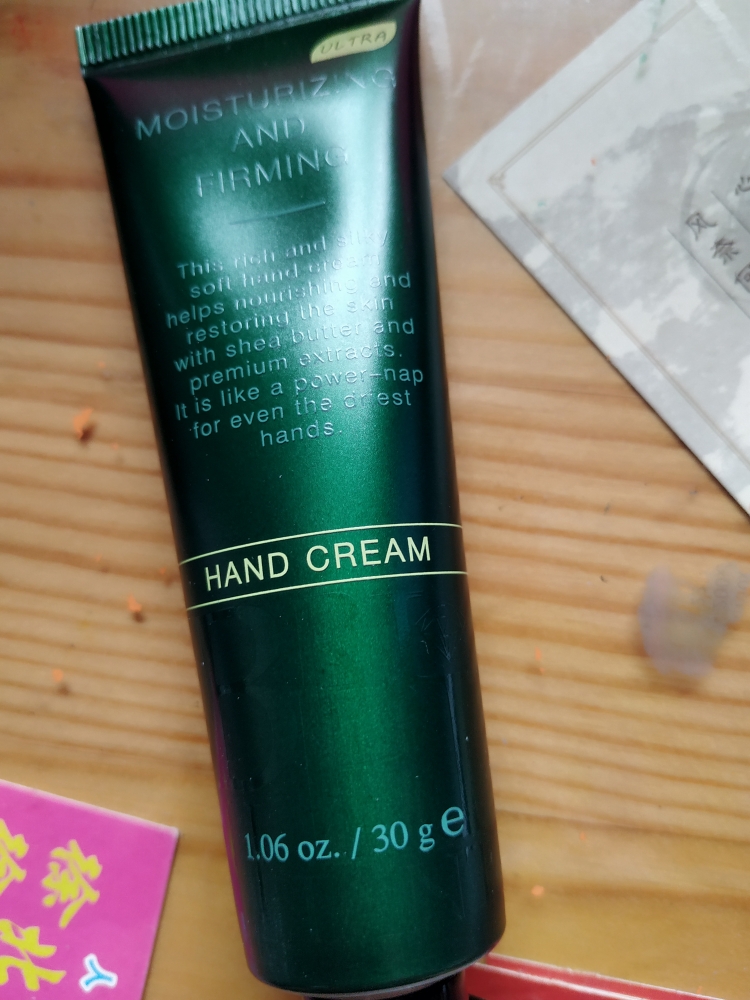 ULTRA
MOISTURIZING
AND
FIRMING
This rich and silky
soft hand cream
helps nourishing and
restoring the skin
with shea butter and
premium extracts.
It is like a power-nap
for even the driest
hands.
HAND CREAM
1.06 oz. / 30 g e